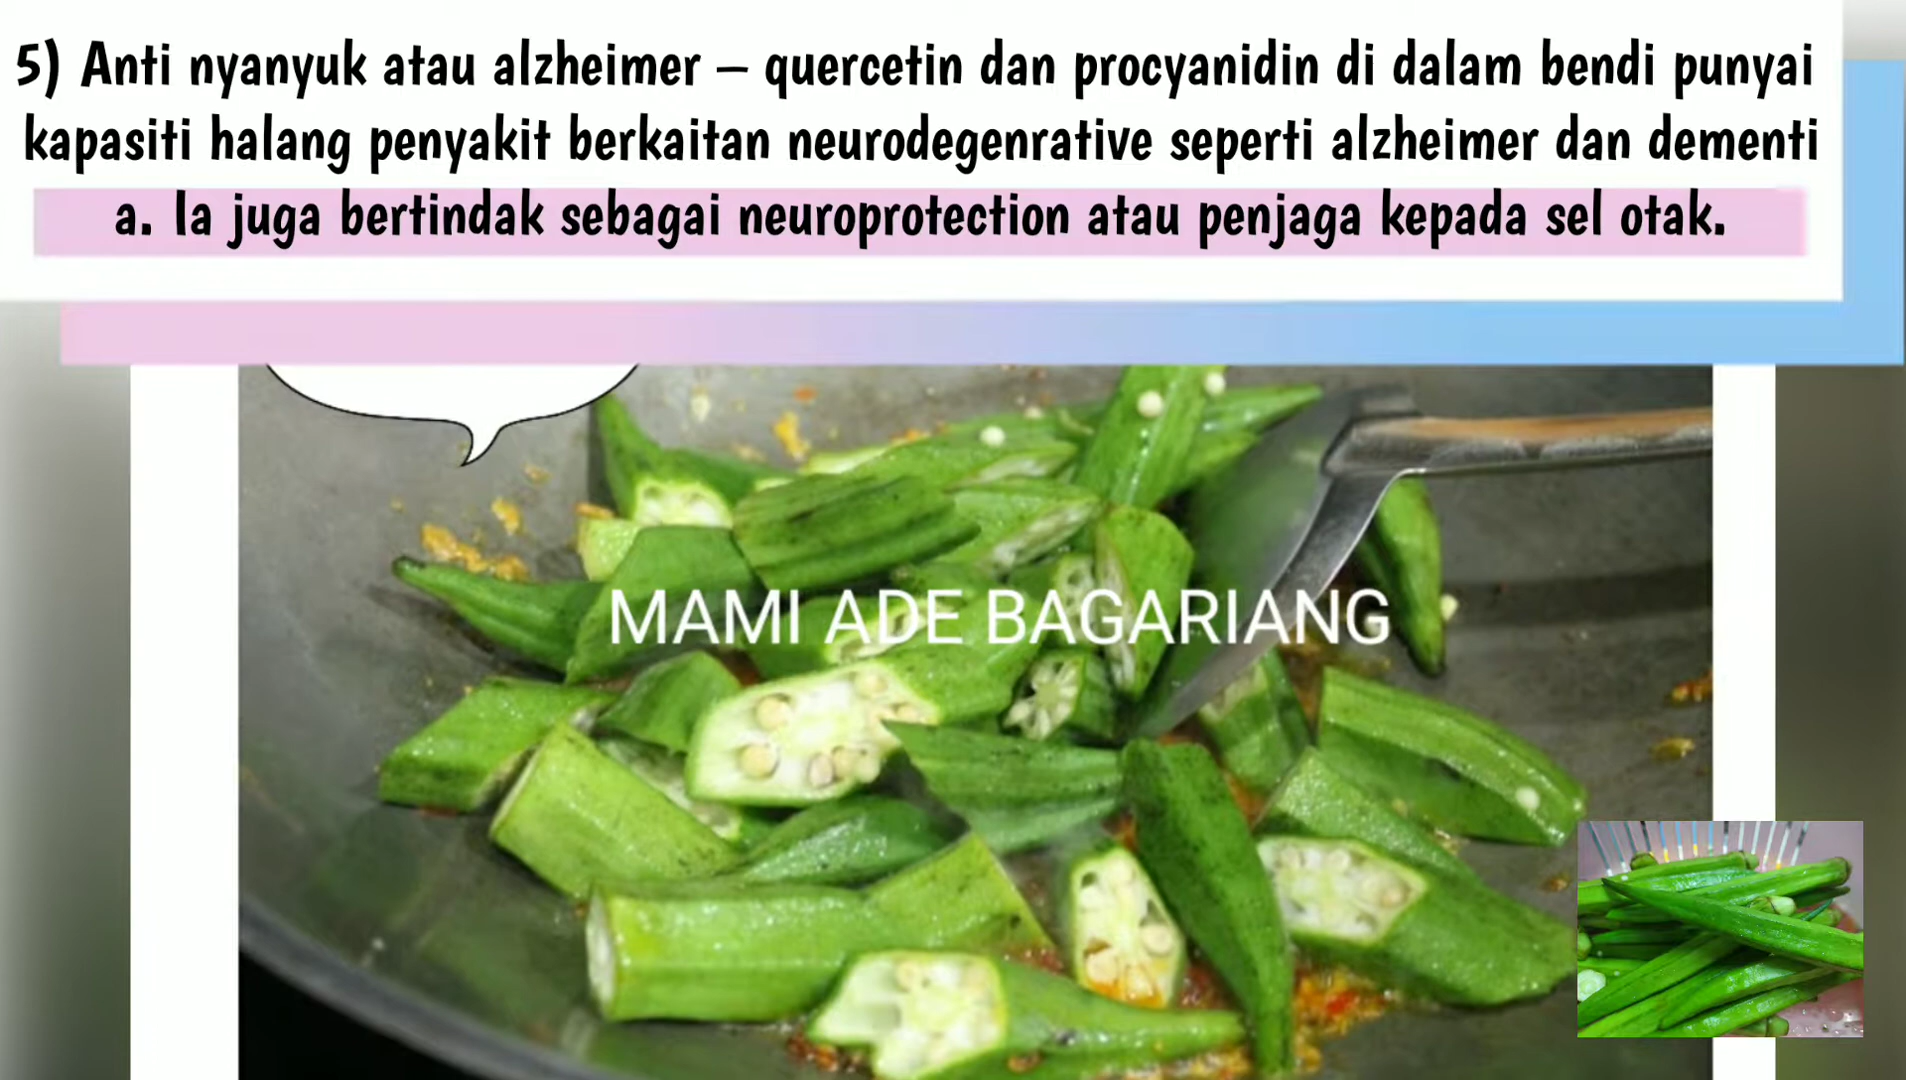 5) Anti nyanyuk atau alzheimer – quercetin dan procyanidin di dalam bendi punyai
kapasiti halang penyakit berkaitan neurodegenrative seperti alzheimer dan dementi
a. Ia juga bertindak sebagai neuroprotection atau penjaga kepada sel otak.
MAMI ADE BAGARIANG